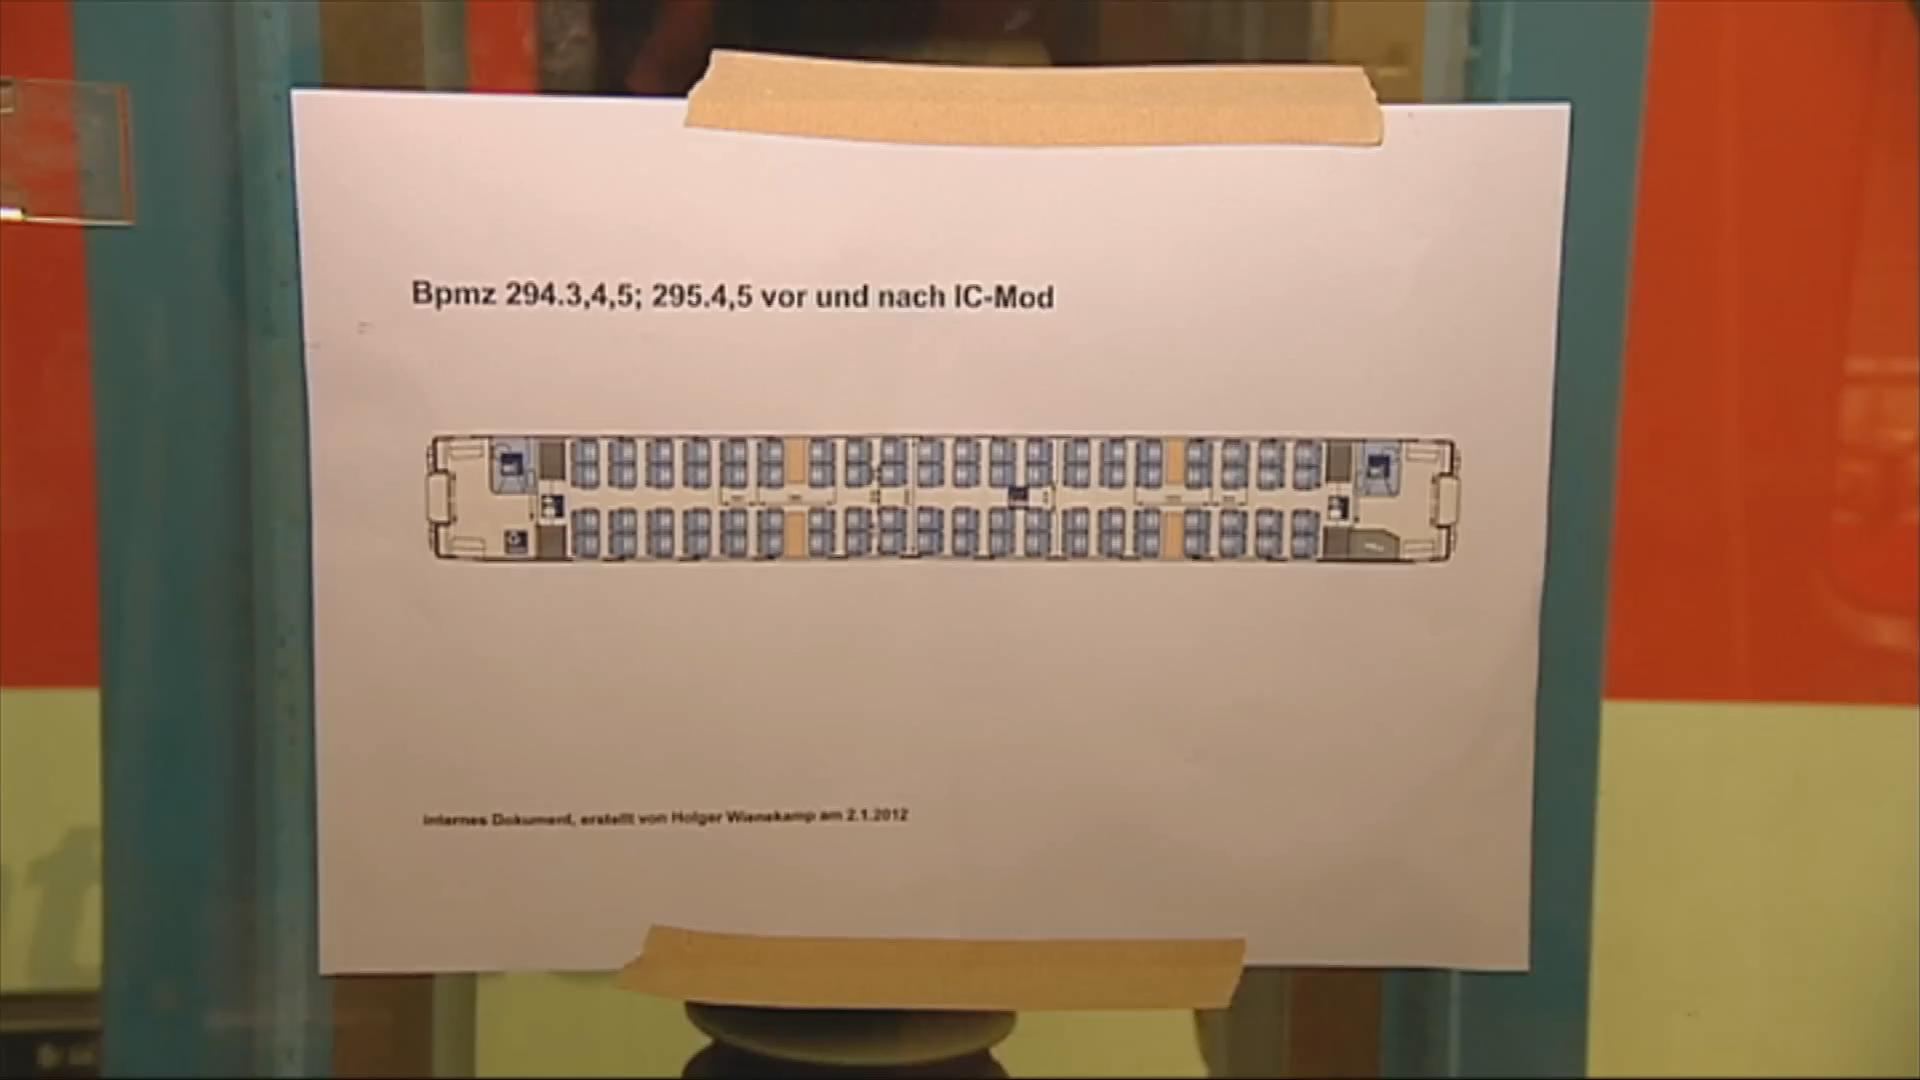 Bpmz 294.3,4,5; 295.4,5 vor und nach IC-Mod
internes Dokument, erstellt von Holger Wienekamp am 2.1.2012